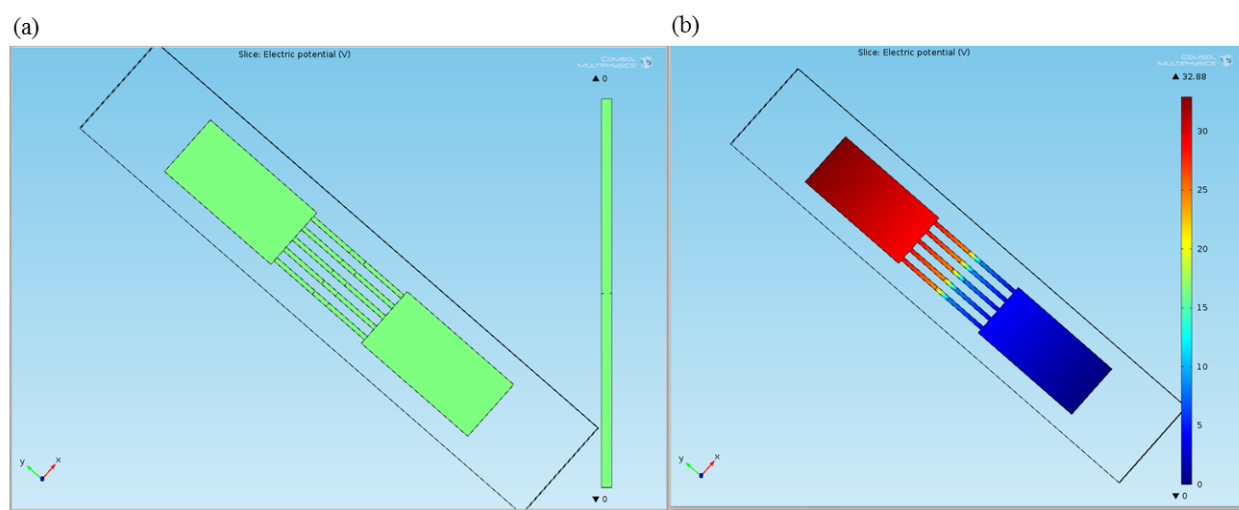 (a)
Slice: Electric potential (V)
COMSOL
MULTIPHYSICS
▲ 0
▼ 0
y
x
(b)
Slice: Electric potential (V)
COMSOL
MULTIPHYSICS
▲ 32.88
30
25
20
15
10
5
0
▼ 0
y
x